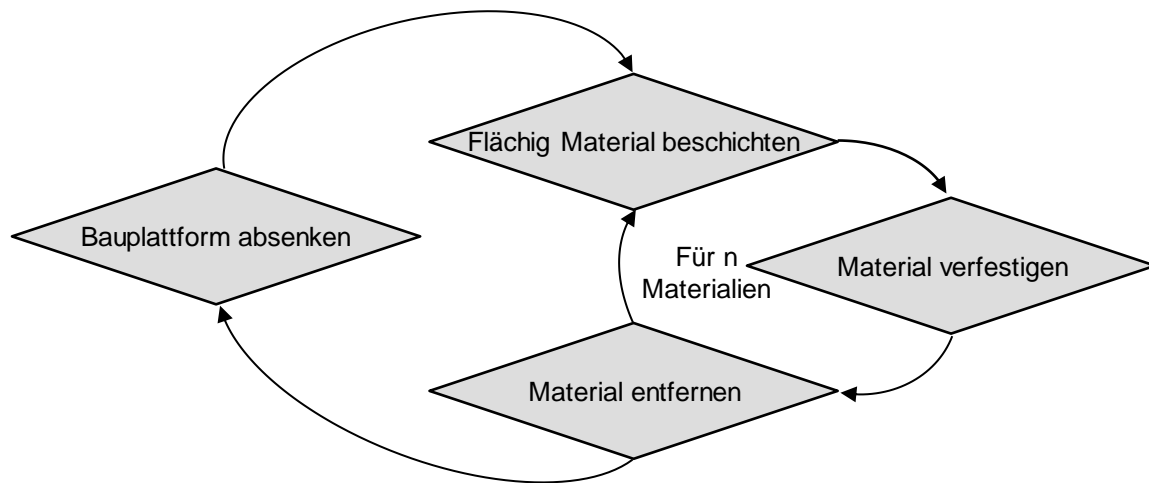 Flächig Material beschichten
Bauplattform absenken
Für n
Materialien
Material verfestigen
Material entfernen